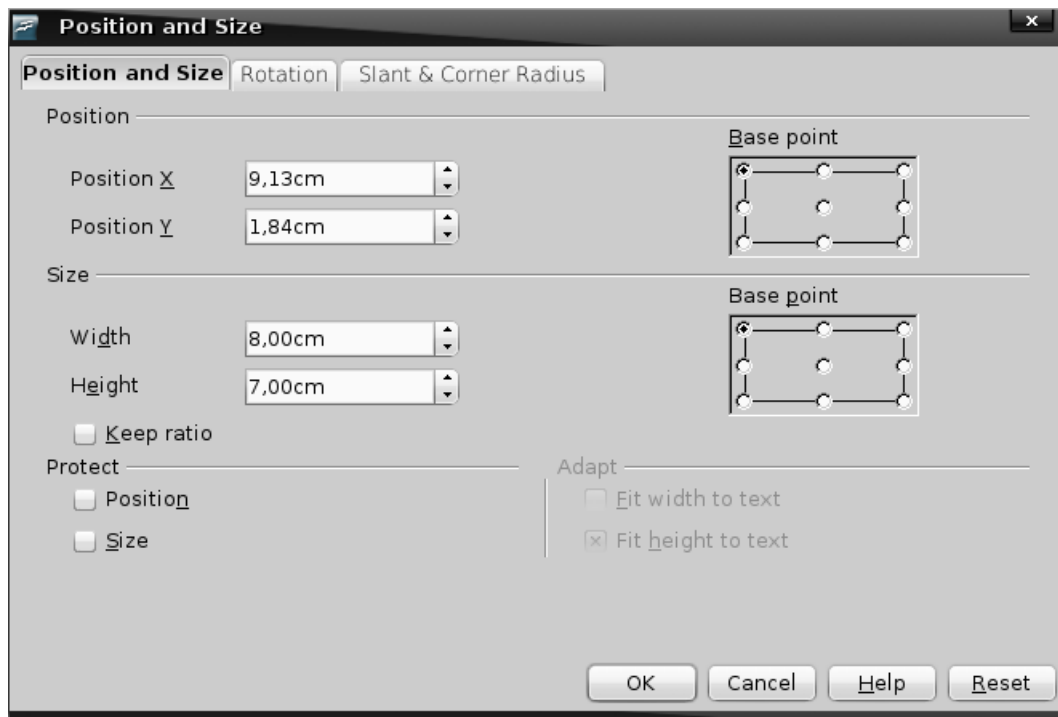 Position and Size
Position and Size Rotation Slant & Corner Radius
Position
Base point
Position X 9,13cm
Position Y 1,84cm
Size
Base point
Width 8,00cm
Height 7,00cm
Keep ratio
Protect Adapt
Position Fit width to text
Size Fit height to text
OK Cancel Help Reset